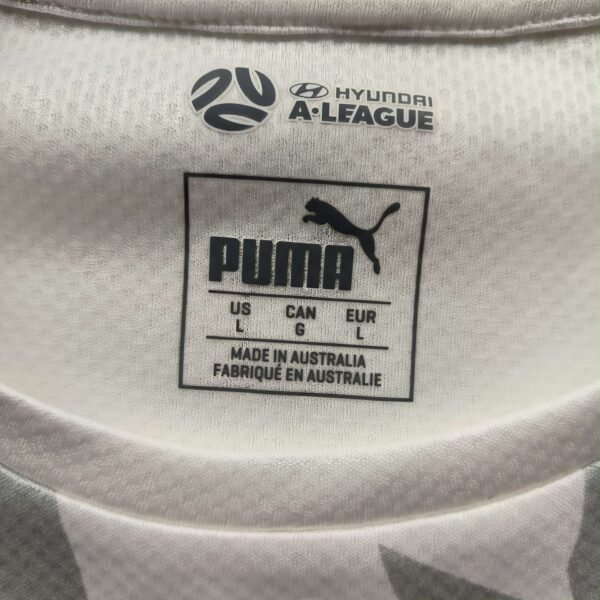 HYUNDAI
A-LEAGUE
PUMA
US CAN EUR
L G L
MADE IN AUSTRALIA
FABRIQUÉ EN AUSTRALIE